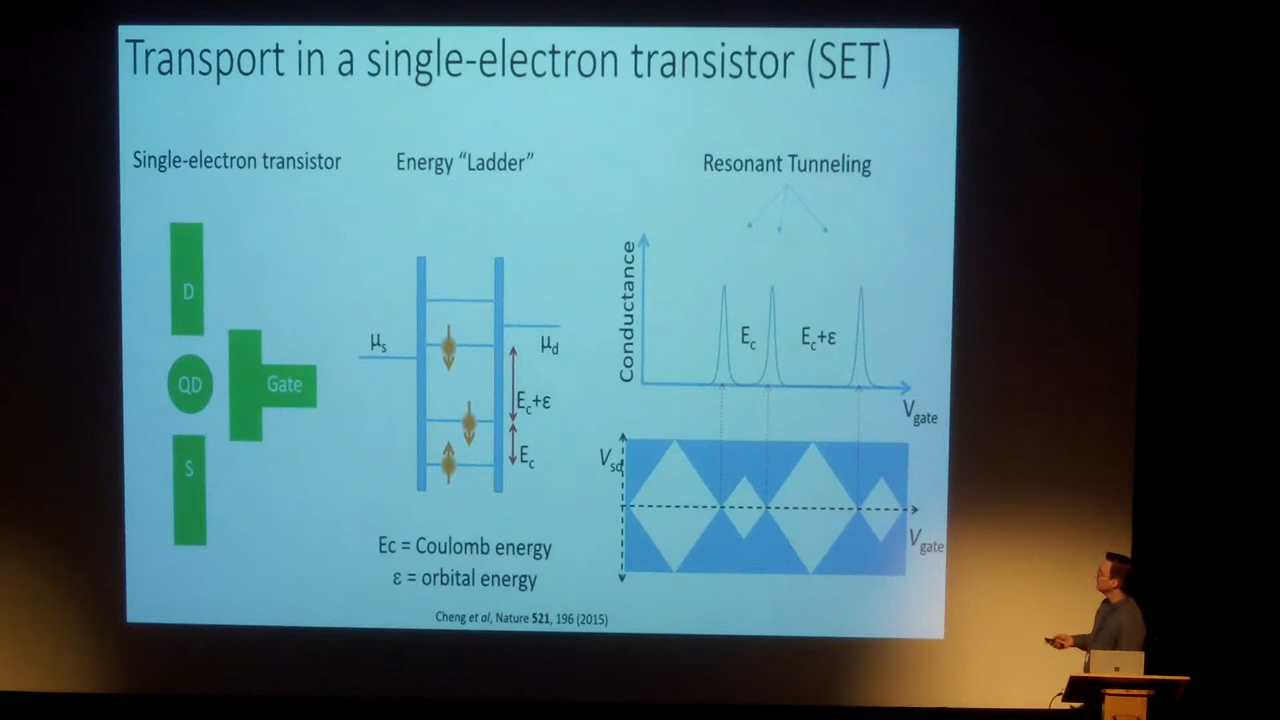 Transport in a single-electron transistor (SET)
Single-electron transistor
Energy "Ladder"
Resonant Tunneling
D
QD
Gate
S
μs
μd
Ec+ε
Ec
Ec = Coulomb energy
ε = orbital energy
Conductance
Ec
Ec+ε
Vgate
Vsd
Vgate
Cheng et al, Nature 521, 196 (2015)